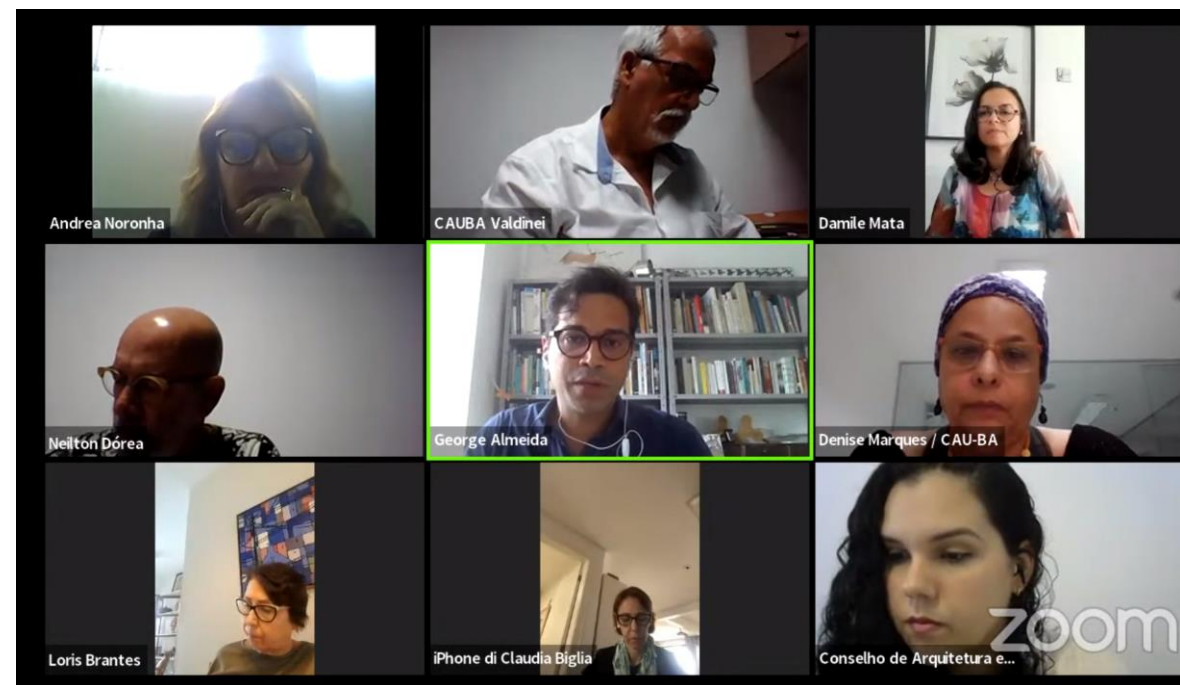 Andrea Noronha
CAUBA Valdinei
Damile Mata
Neilton Dórea
George Almeida
Denise Marques / CAU-BA
Loris Brantes
iPhone di Claudia Biglia
Conselho de Arquitetura e...
zoom